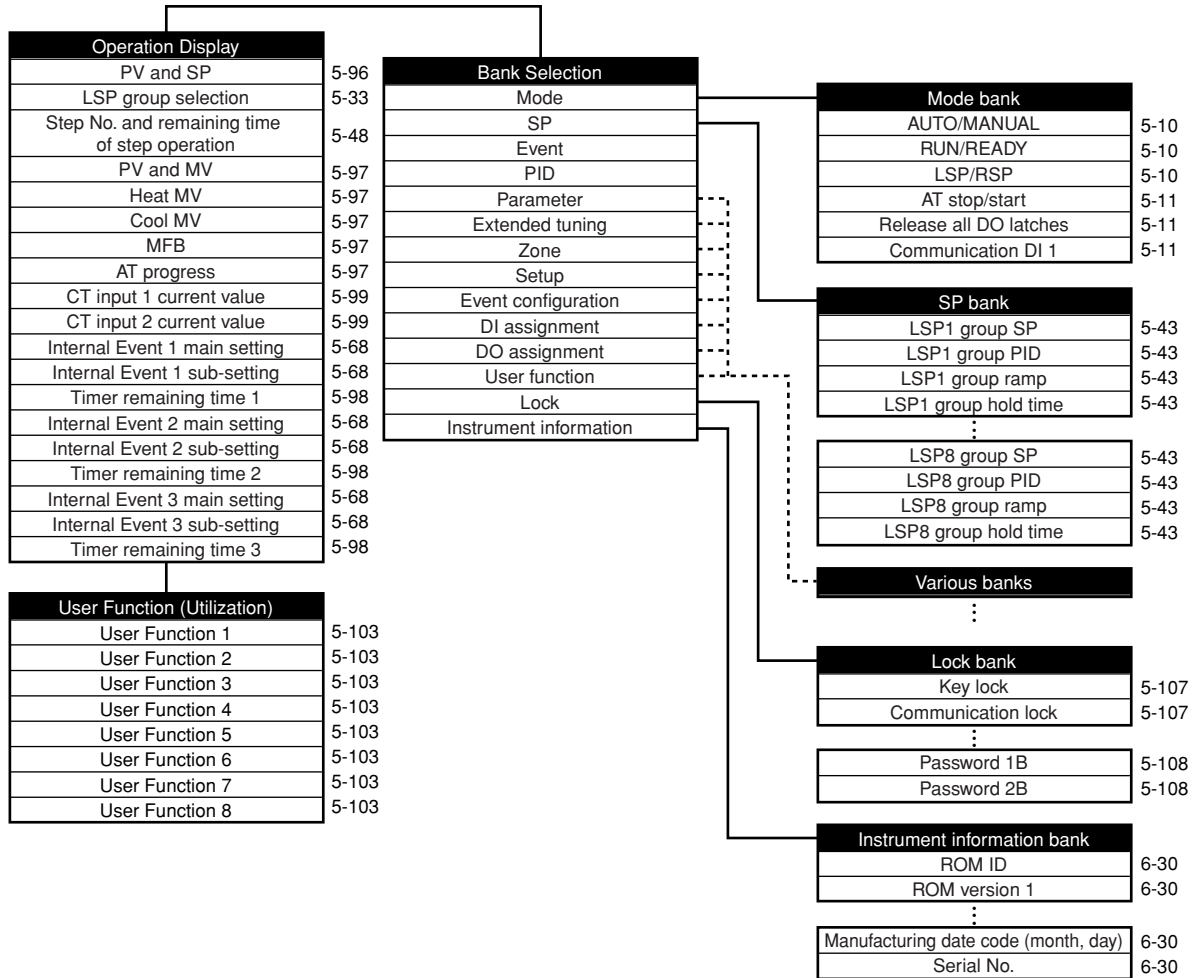 Operation Display
PV and SP 5-96
LSP group selection 5-33
Step No. and remaining time
of step operation 5-48
PV and MV 5-97
Heat MV 5-97
Cool MV 5-97
MFB 5-97
AT progress 5-97
CT input 1 current value 5-99
CT input 2 current value 5-99
Internal Event 1 main setting 5-68
Internal Event 1 sub-setting 5-68
Timer remaining time 1 5-98
Internal Event 2 main setting 5-68
Internal Event 2 sub-setting 5-68
Timer remaining time 2 5-98
Internal Event 3 main setting 5-68
Internal Event 3 sub-setting 5-68
Timer remaining time 3 5-98
User Function (Utilization)
User Function 1 5-103
User Function 2 5-103
User Function 3 5-103
User Function 4 5-103
User Function 5 5-103
User Function 6 5-103
User Function 7 5-103
User Function 8 5-103
Bank Selection
Mode
SP
Event
PID
Parameter
Extended tuning
Zone
Setup
Event configuration
DI assignment
DO assignment
User function
Lock
Instrument information
Mode bank
AUTO/MANUAL 5-10
RUN/READY 5-10
LSP/RSP 5-10
AT stop/start 5-11
Release all DO latches 5-11
Communication DI 1 5-11
SP bank
LSP1 group SP 5-43
LSP1 group PID 5-43
LSP1 group ramp 5-43
LSP1 group hold time 5-43
LSP8 group SP 5-43
LSP8 group PID 5-43
LSP8 group ramp 5-43
LSP8 group hold time 5-43
Various banks
Lock bank
Key lock 5-107
Communication lock 5-107
Password 1B 5-108
Password 2B 5-108
Instrument information bank
ROM ID 6-30
ROM version 1 6-30
Manufacturing date code (month, day) 6-30
Serial No. 6-30